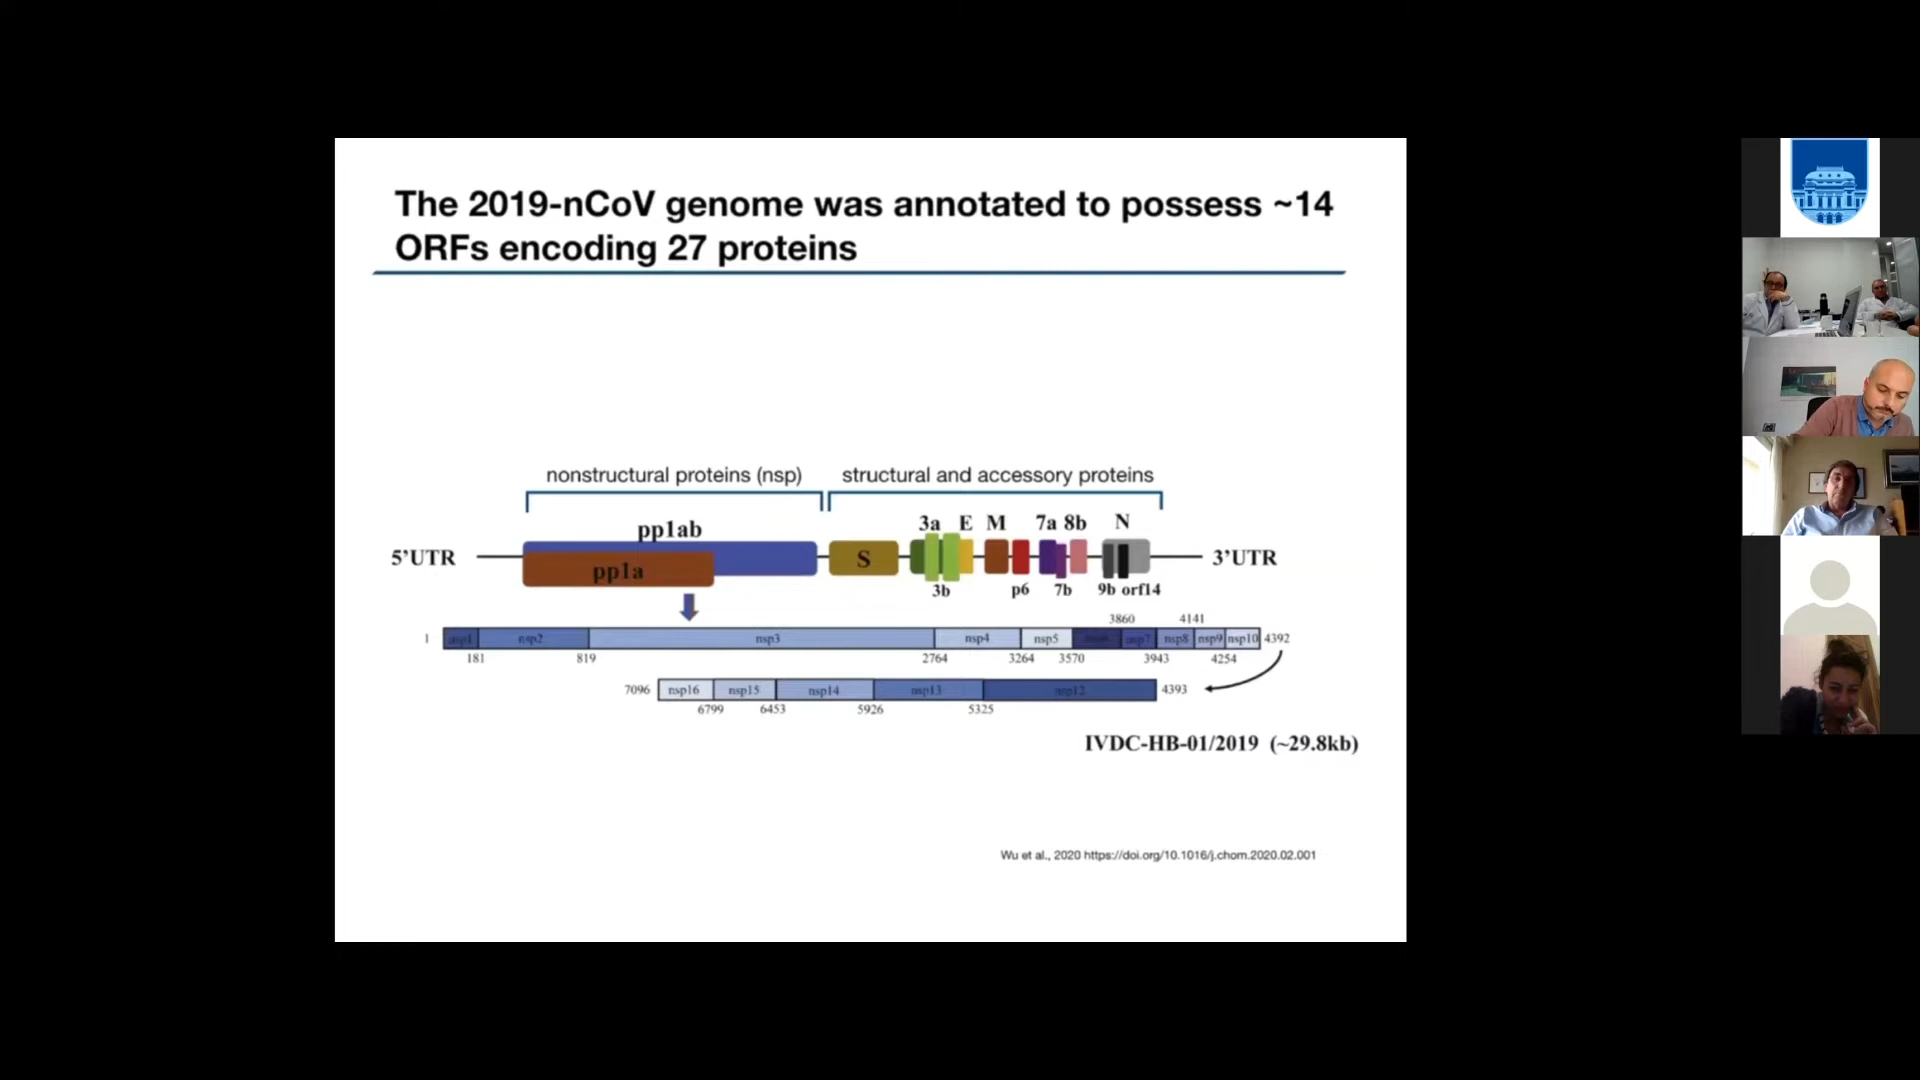 The 2019-nCoV genome was annotated to possess ~14
ORFs encoding 27 proteins
nonstructural proteins (nsp)
structural and accessory proteins
pp1ab
3a E M 7a 8b N
5'UTR
pp1a
S
3'UTR
3b p6 7b 9b orf14
3860 4141
1 nsp1 nsp2 nsp3 nsp4 nsp5 nsp7 nsp8 nsp9 nsp10 4392
181 819 2764 3264 3570 3943 4254
7096 nsp16 nsp15 nsp14 nsp13 nsp12 4393
6799 6453 5926 5325
IVDC-HB-01/2019 (~29.8kb)
Wu et al., 2020 https://doi.org/10.1016/j.chom.2020.02.001